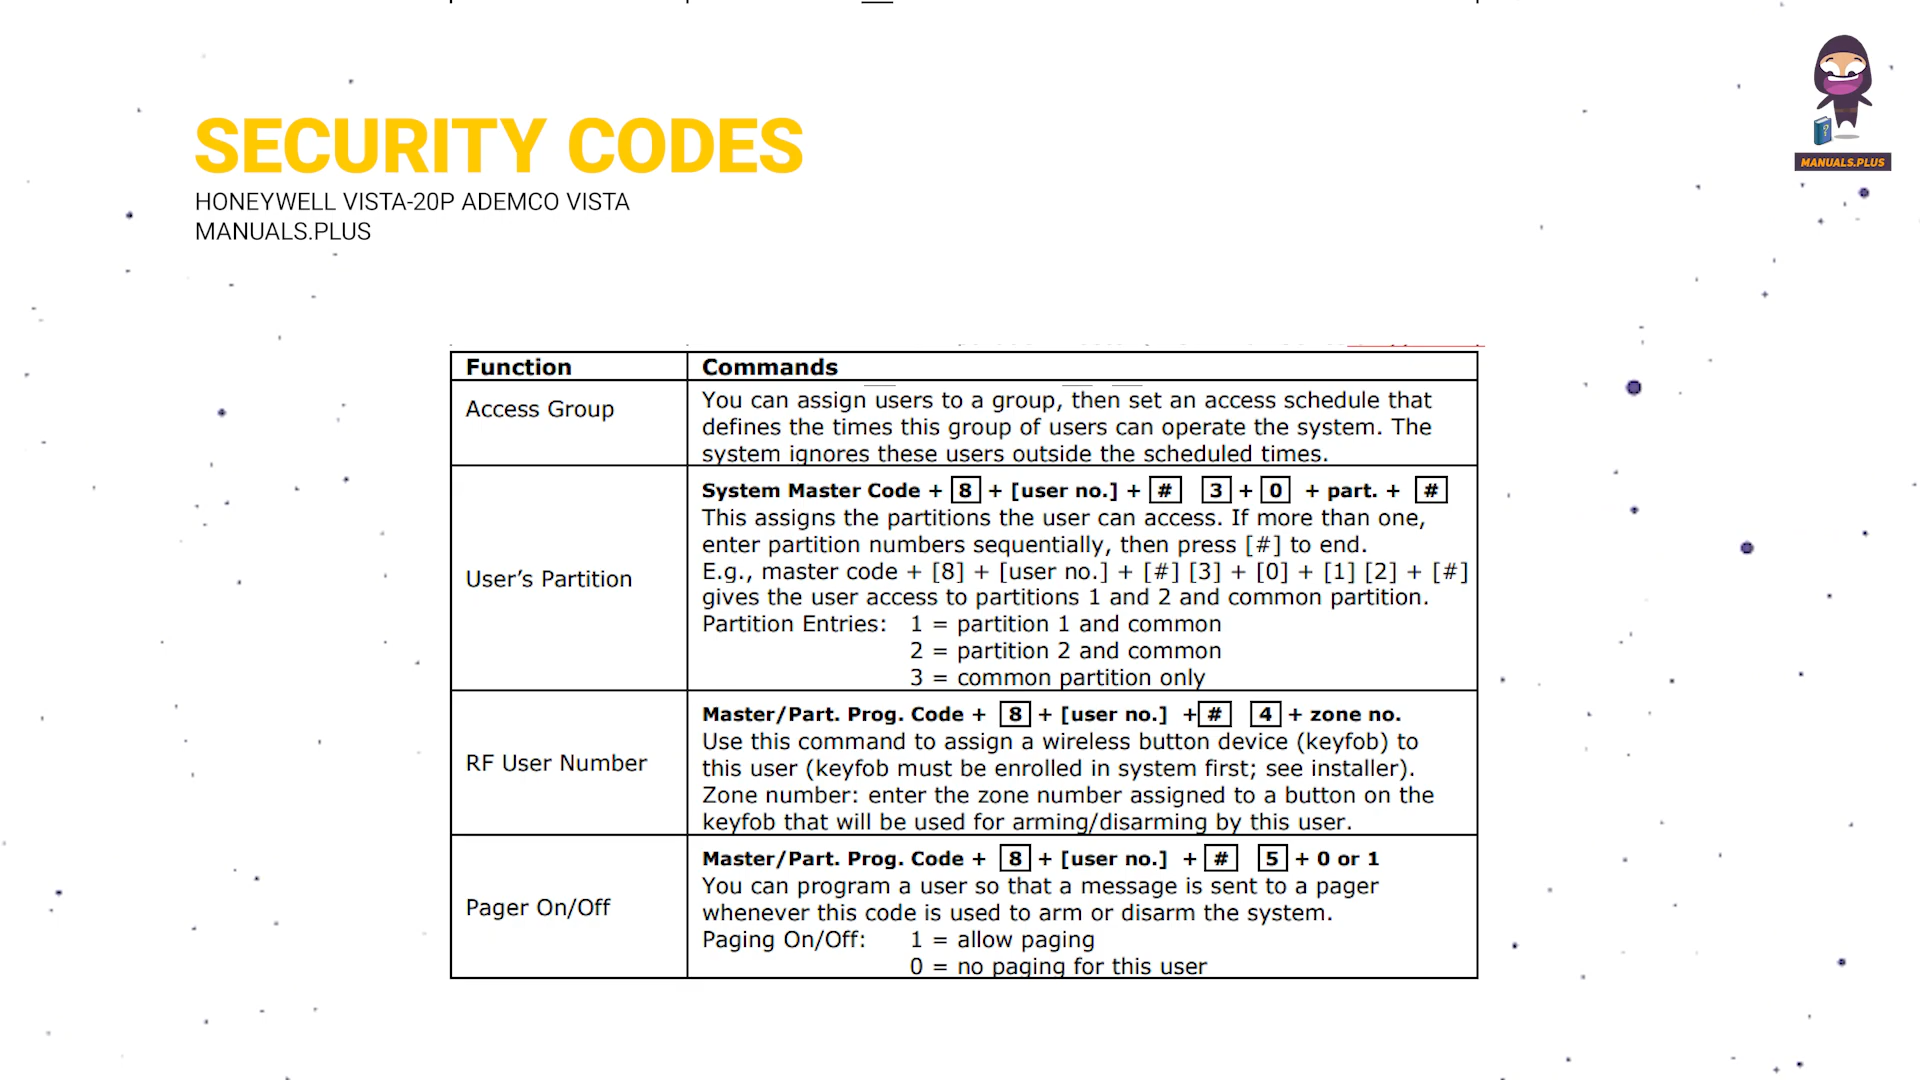 SECURITY CODES
HONEYWELL VISTA-20P ADEMCO VISTA
MANUALS.PLUS
MANUALS.PLUS
Function Commands
Access Group
You can assign users to a group, then set an access schedule that
defines the times this group of users can operate the system. The
system ignores these users outside the scheduled times.
User’s Partition
System Master Code + 8 + [user no.] + # 3 + 0 + part. + #
This assigns the partitions the user can access. If more than one,
enter partition numbers sequentially, then press [#] to end.
E.g., master code + [8] + [user no.] + [#] [3] + [0] + [1] [2] + [#]
gives the user access to partitions 1 and 2 and common partition.
Partition Entries: 1 = partition 1 and common
2 = partition 2 and common
3 = common partition only
RF User Number
Master/Part. Prog. Code + 8 + [user no.] + # 4 + zone no.
Use this command to assign a wireless button device (keyfob) to
this user (keyfob must be enrolled in system first; see installer).
Zone number: enter the zone number assigned to a button on the
keyfob that will be used for arming/disarming by this user.
Pager On/Off
Master/Part. Prog. Code + 8 + [user no.] + # 5 + 0 or 1
You can program a user so that a message is sent to a pager
whenever this code is used to arm or disarm the system.
Paging On/Off: 1 = allow paging
0 = no paging for this user